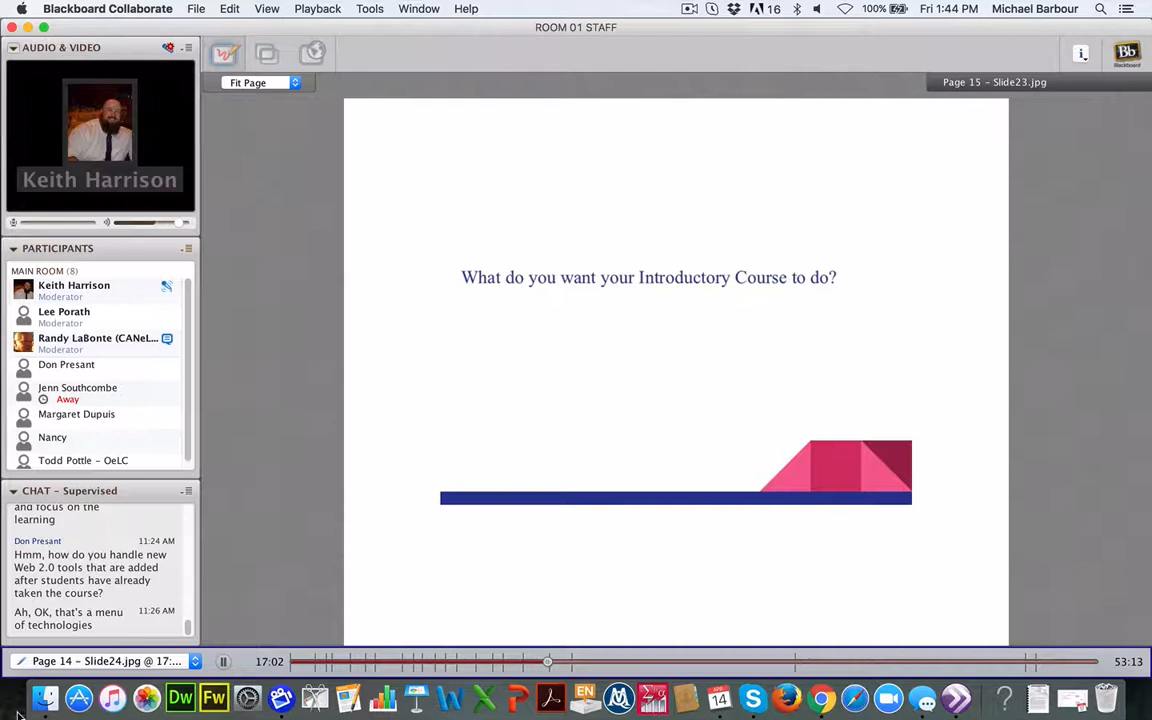 Blackboard Collaborate File Edit View Playback Tools Window Help 16 100% Fri 1:44 PM Michael Barbour
ROOM 01 STAFF
AUDIO & VIDEO
Keith Harrison
Fit Page
Page 15 - Slide23.jpg
i
Bb
Blackboard
PARTICIPANTS
MAIN ROOM (8)
Keith Harrison
Moderator
Lee Porath
Moderator
Randy LaBonte (CANeL...
Moderator
Don Presant
Jenn Southcombe
Away
Margaret Dupuis
Nancy
Todd Pottle - OeLC
CHAT - Supervised
and focus on the
learning
Don Presant 11:24 AM
Hmm, how do you handle new
Web 2.0 tools that are added
after students have already
taken the course?
Ah, OK, that's a menu 11:26 AM
of technologies
What do you want your Introductory Course to do?
Page 14 - Slide24.jpg @ 17:... 17:02 53:13
Dw Fw EN 14